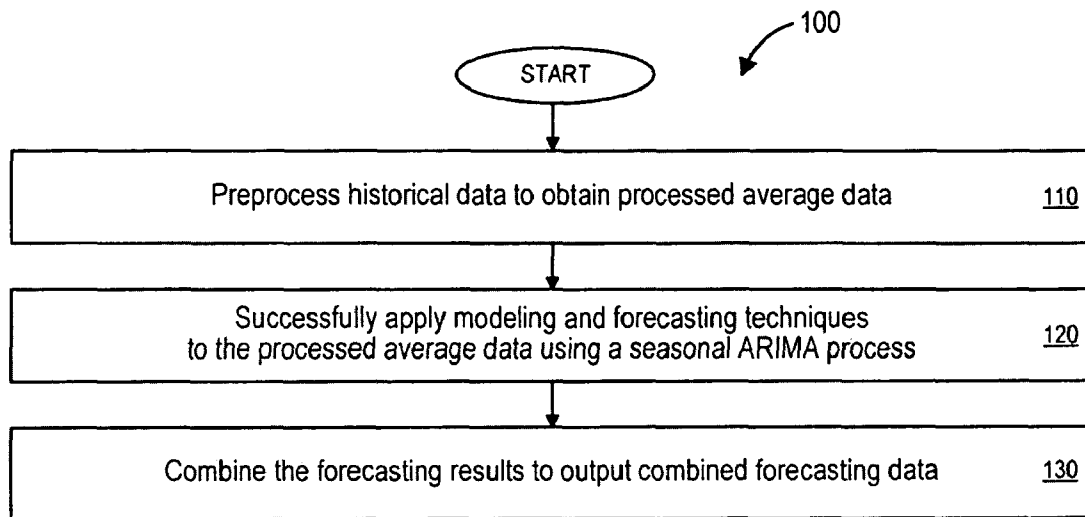 100
START
Preprocess historical data to obtain processed average data 110
Successfully apply modeling and forecasting techniques
to the processed average data using a seasonal ARIMA process 120
Combine the forecasting results to output combined forecasting data 130